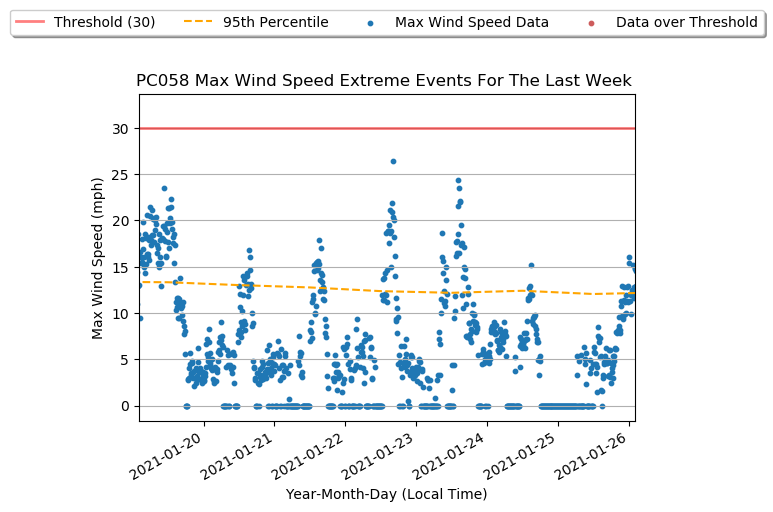 Threshold (30) 95th Percentile Max Wind Speed Data Data over Threshold
PC058 Max Wind Speed Extreme Events For The Last Week
Max Wind Speed (mph)
30
25
20
15
10
5
0
2021-01-20 2021-01-21 2021-01-22 2021-01-23 2021-01-24 2021-01-25 2021-01-26
Year-Month-Day (Local Time)